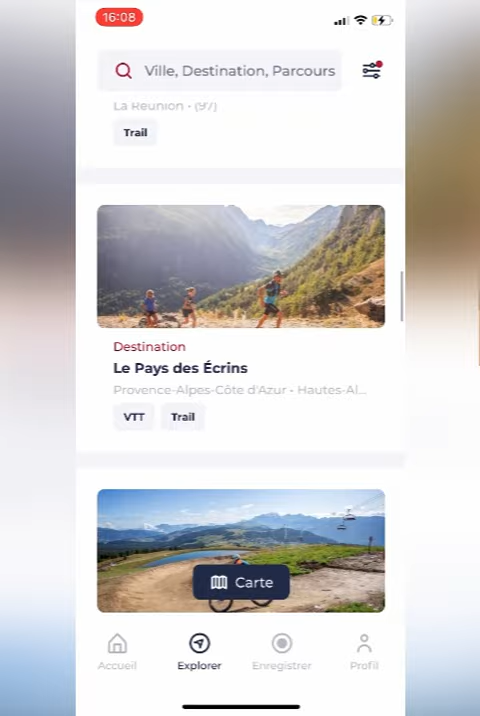 16:08
Ville, Destination, Parcours
La Réunion • (97)
Trail
Destination
Le Pays des Écrins
Provence-Alpes-Côte d'Azur • Hautes-Al...
VTT
Trail
Carte
Accueil
Explorer
Enregistrer
Profil